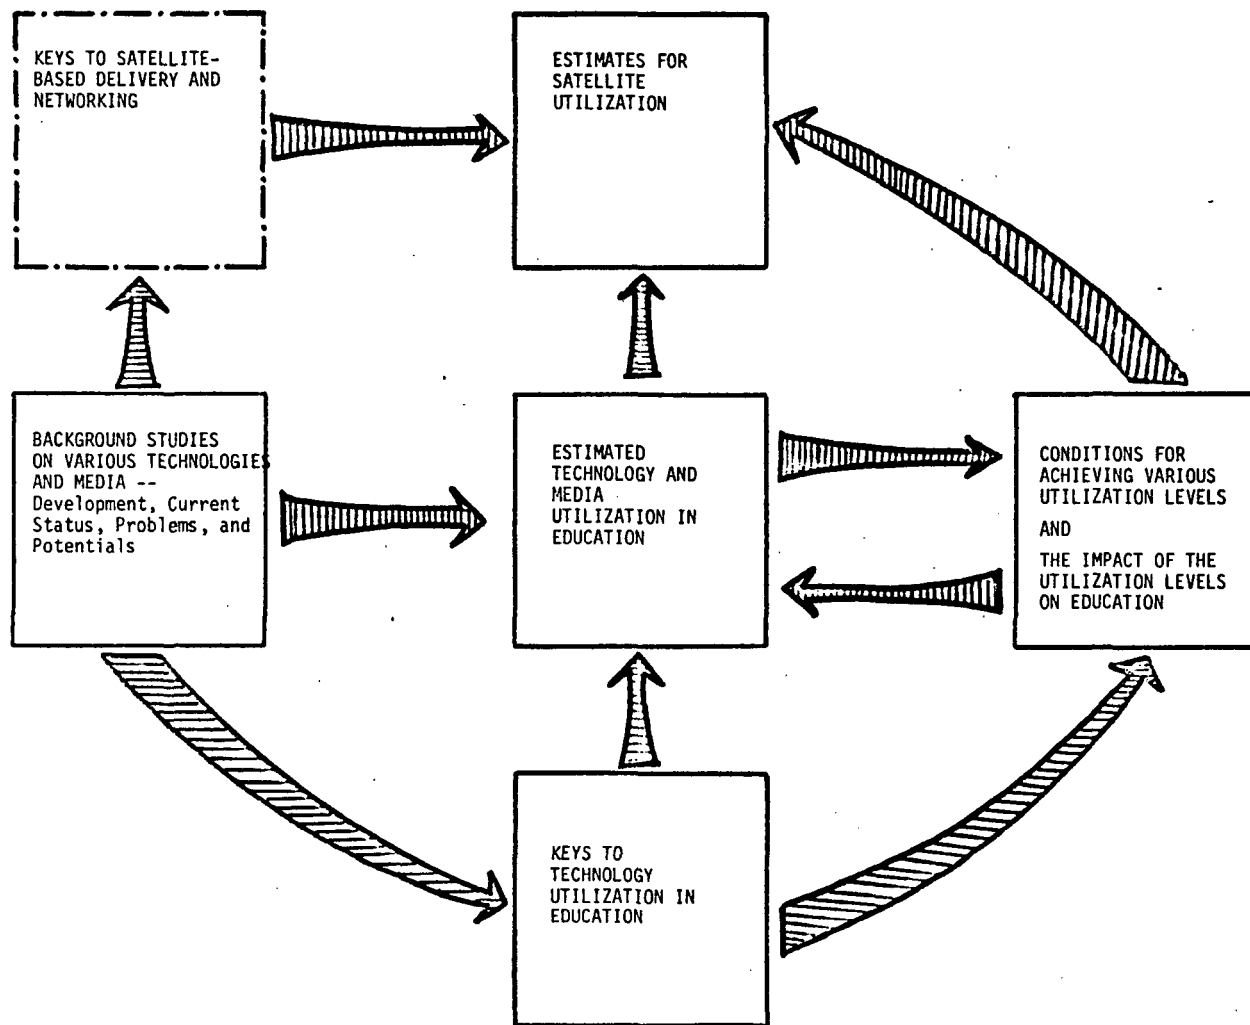 KEYS TO SATELLITE-
BASED DELIVERY AND
NETWORKING
ESTIMATES FOR
SATELLITE
UTILIZATION
BACKGROUND STUDIES
ON VARIOUS TECHNOLOGIES
AND MEDIA --
Development, Current
Status, Problems, and
Potentials
ESTIMATED
TECHNOLOGY AND
MEDIA
UTILIZATION IN
EDUCATION
CONDITIONS FOR
ACHIEVING VARIOUS
UTILIZATION LEVELS
AND
THE IMPACT OF THE
UTILIZATION LEVELS
ON EDUCATION
KEYS TO
TECHNOLOGY
UTILIZATION IN
EDUCATION